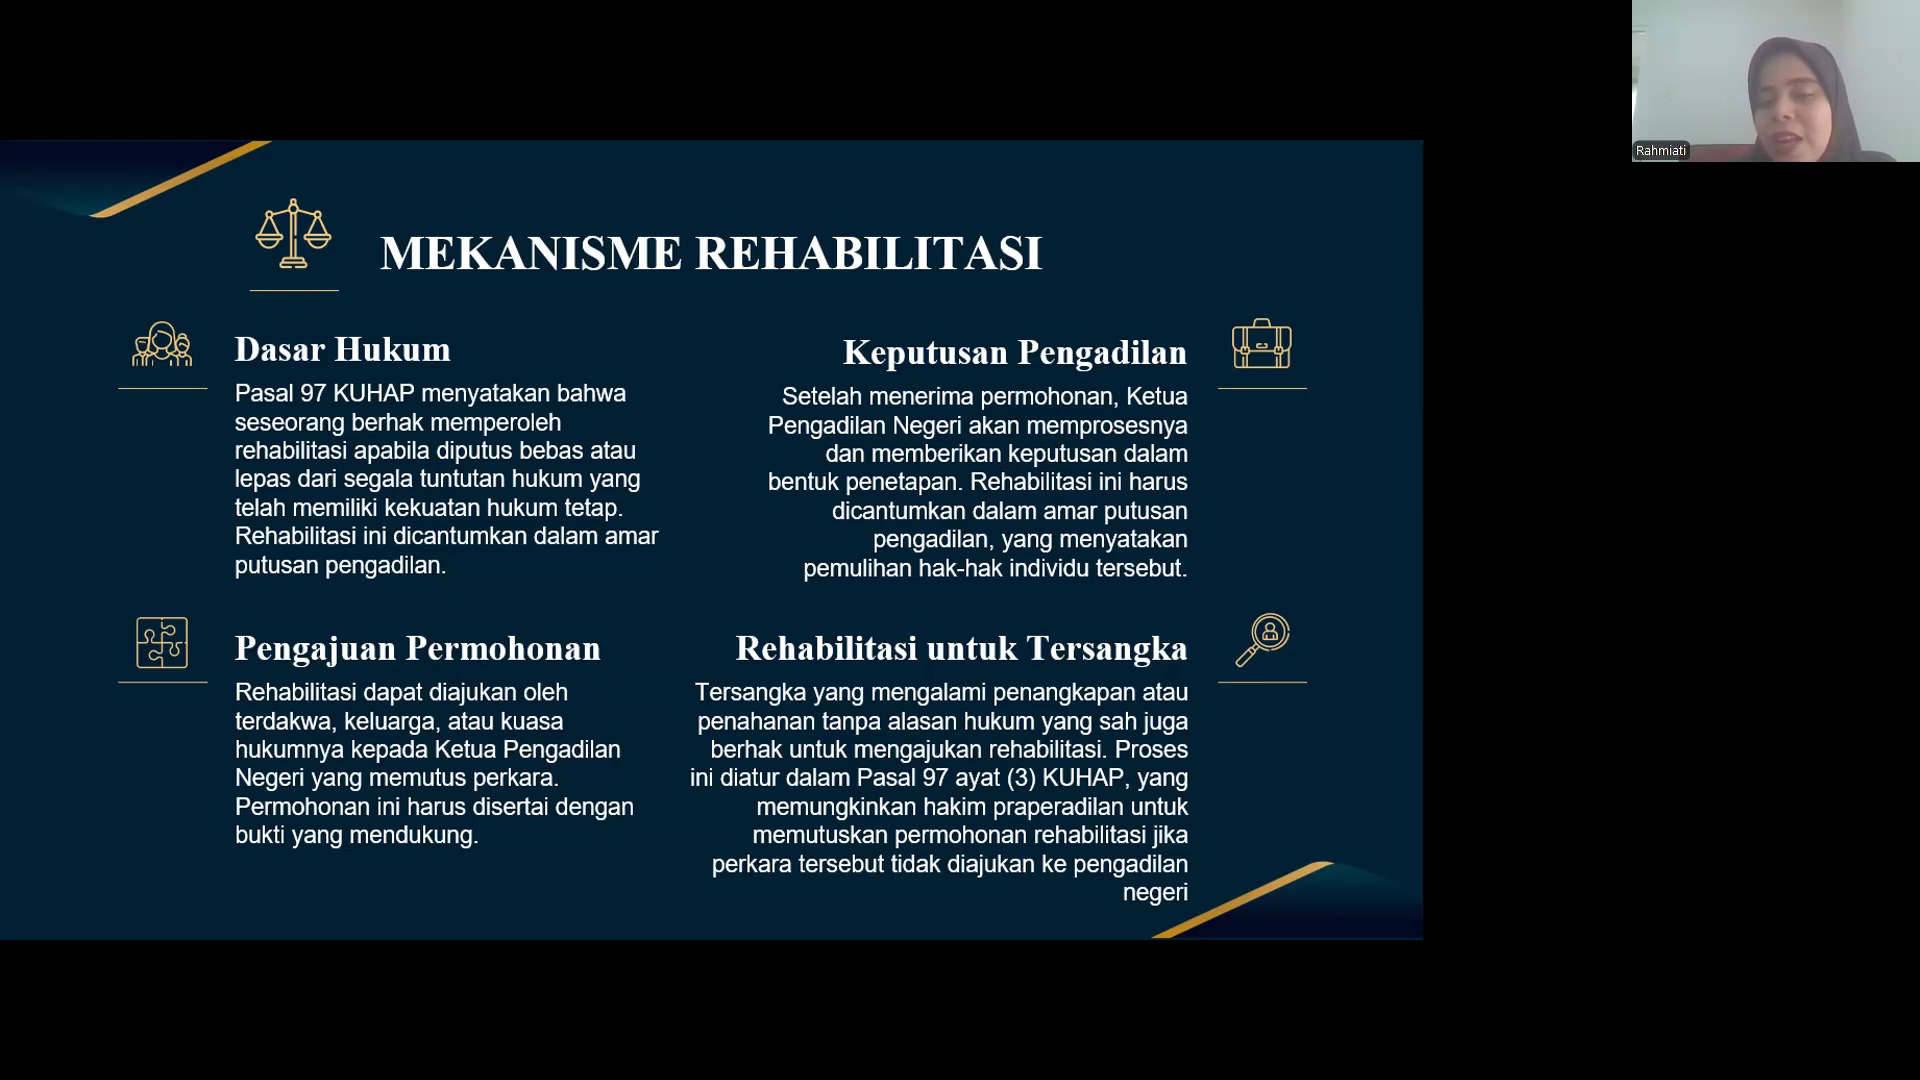 MEKANISME REHABILITASI
Dasar Hukum
Pasal 97 KUHAP menyatakan bahwa
seseorang berhak memperoleh
rehabilitasi apabila diputus bebas atau
lepas dari segala tuntutan hukum yang
telah memiliki kekuatan hukum tetap.
Rehabilitasi ini dicantumkan dalam amar
putusan pengadilan.
Keputusan Pengadilan
Setelah menerima permohonan, Ketua
Pengadilan Negeri akan memprosesnya
dan memberikan keputusan dalam
bentuk penetapan. Rehabilitasi ini harus
dicantumkan dalam amar putusan
pengadilan, yang menyatakan
pemulihan hak-hak individu tersebut.
Pengajuan Permohonan
Rehabilitasi dapat diajukan oleh
terdakwa, keluarga, atau kuasa
hukumnya kepada Ketua Pengadilan
Negeri yang memutus perkara.
Permohonan ini harus disertai dengan
bukti yang mendukung.
Rehabilitasi untuk Tersangka
Tersangka yang mengalami penangkapan atau
penahanan tanpa alasan hukum yang sah juga
berhak untuk mengajukan rehabilitasi. Proses
ini diatur dalam Pasal 97 ayat (3) KUHAP, yang
memungkinkan hakim praperadilan untuk
memutuskan permohonan rehabilitasi jika
perkara tersebut tidak diajukan ke pengadilan
negeri
Rahmiati